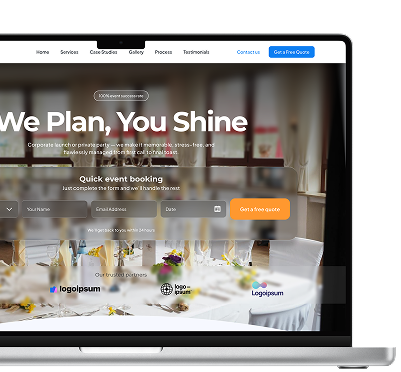 Home Services Case Studies Gallery Process Testimonials Contact us Get a Free Quote
100% event success rate
We Plan, You Shine
Corporate launch or private party — we make it memorable, stress-free, and
flawlessly managed from first call to final toast.
Quick event booking
Just complete the form and we'll handle the rest
Your Name Email Address Date Get a free quote
We'll get back to you within 24 hours
Our trusted partners
logoipsum logo ipsum Logoipsum